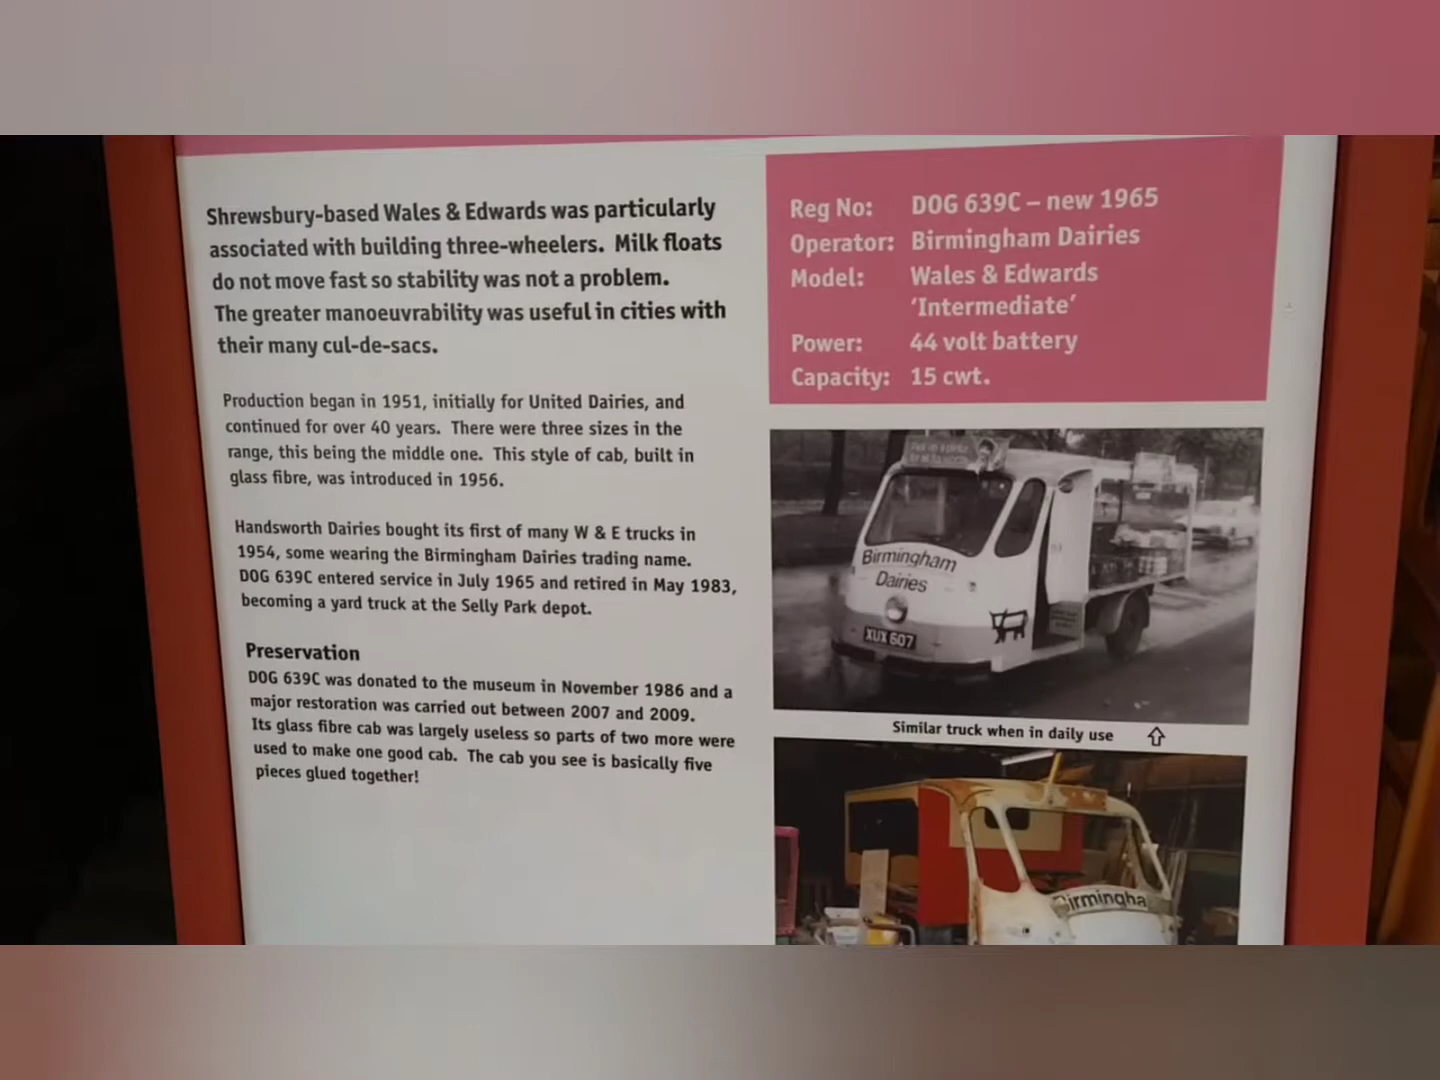 Shrewsbury-based Wales & Edwards was particularly
associated with building three-wheelers. Milk floats
do not move fast so stability was not a problem.
The greater manoeuvrability was useful in cities with
their many cul-de-sacs.
Production began in 1951, initially for United Dairies, and
continued for over 40 years. There were three sizes in the
range, this being the middle one. This style of cab, built in
glass fibre, was introduced in 1956.
Handsworth Dairies bought its first of many W & E trucks in
1954, some wearing the Birmingham Dairies trading name.
DOG 639C entered service in July 1965 and retired in May 1983,
becoming a yard truck at the Selly Park depot.
Preservation
DOG 639C was donated to the museum in November 1986 and a
major restoration was carried out between 2007 and 2009.
Its glass fibre cab was largely useless so parts of two more were
used to make one good cab. The cab you see is basically five
pieces glued together!
Reg No: DOG 639C – new 1965
Operator: Birmingham Dairies
Model: Wales & Edwards
‘Intermediate’
Power: 44 volt battery
Capacity: 15 cwt.
Birmingham
Dairies
XUX 607
Similar truck when in daily use
Birmingha